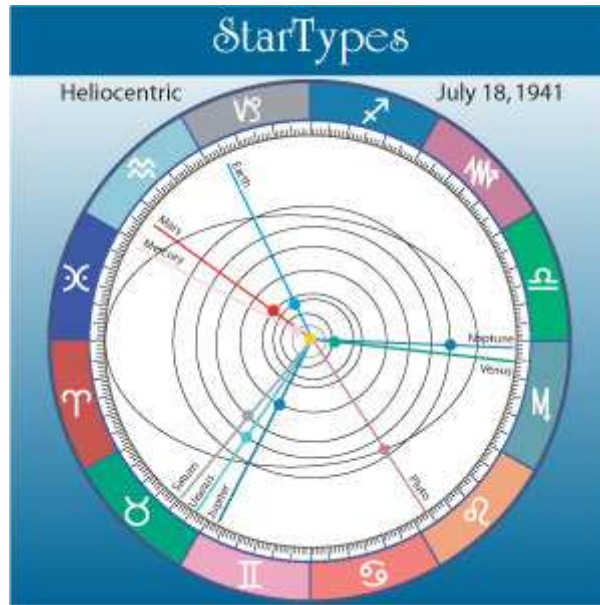 StarTypes
Heliocentric
July 18, 1941
Earth
Mars
Mercury
Neptune
Venus
Saturn
Uranus
Jupiter
Pluto